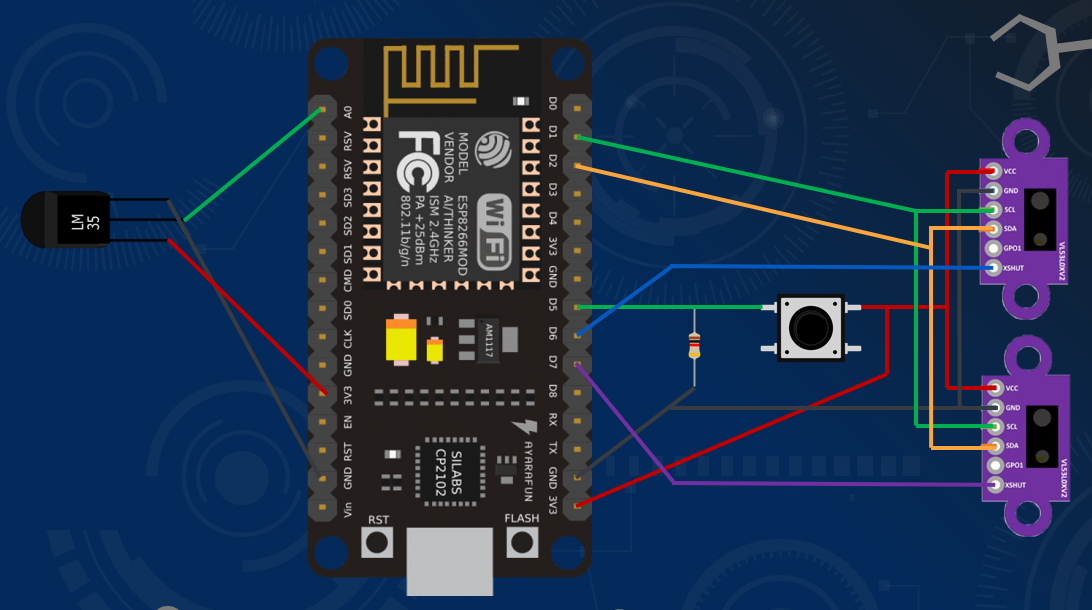 LM
35
A0
RSV
RSV
SD3
SD2
SD1
CMD
SD0
CLK
GND
3V3
EN
RST
GND
Vin
MODEL
VENDOR
ESP8266MOD
AI/THINKER
ISM 2.4GHz
PA +25dBm
802.11b/g/n
FC
Wi Fi
AM1117
SILABS
CP2102
AYARAFUN
RST
FLASH
D0
D1
D2
D3
D4
3V3
GND
D5
D6
D7
D8
RX
TX
GND
3V3
VCC
GND
SCL
SDA
GPO1
XSHUT
VL53L0XV2
VCC
GND
SCL
SDA
GPO1
XSHUT
VL53L0XV2